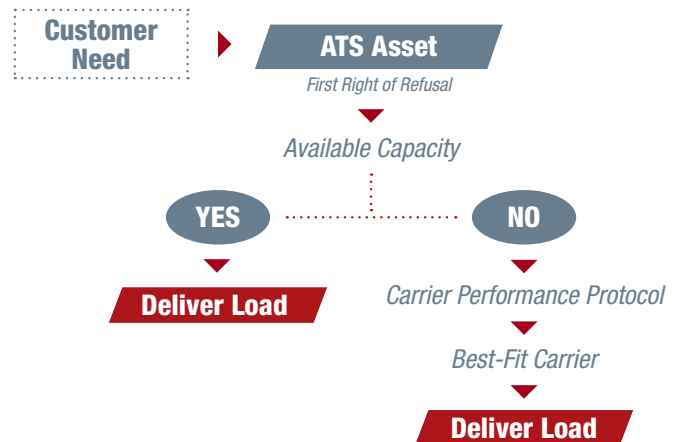 Customer
Need
ATS Asset
First Right of Refusal
Available Capacity
YES
NO
Deliver Load
Carrier Performance Protocol
Best-Fit Carrier
Deliver Load